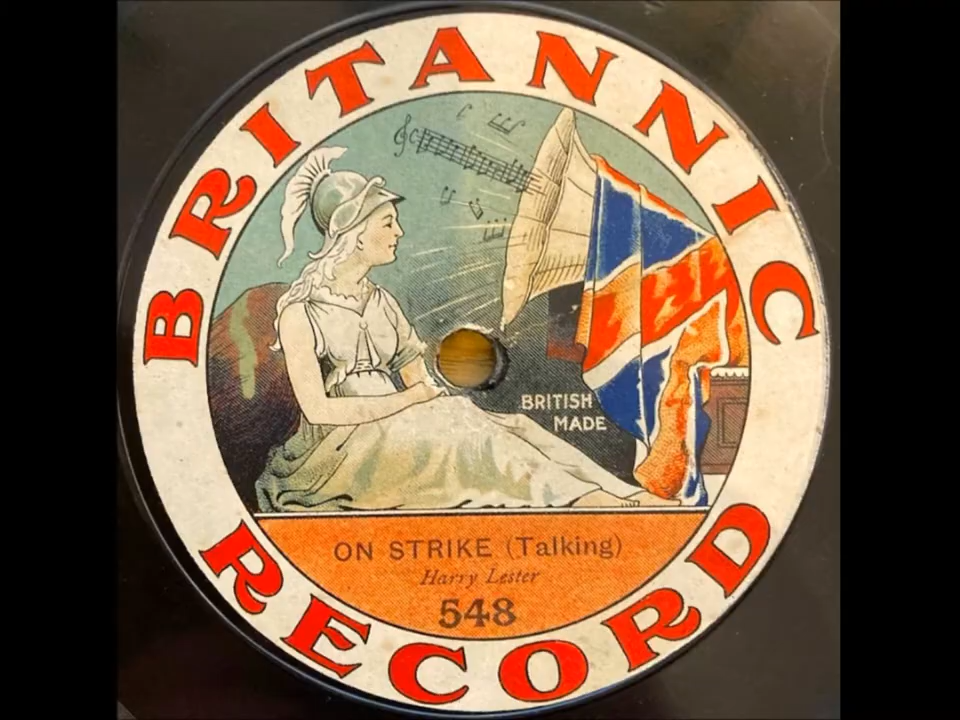 BRITANNIC
BRITISH
MADE
ON STRIKE (Talking)
Harry Lester
548
RECORD